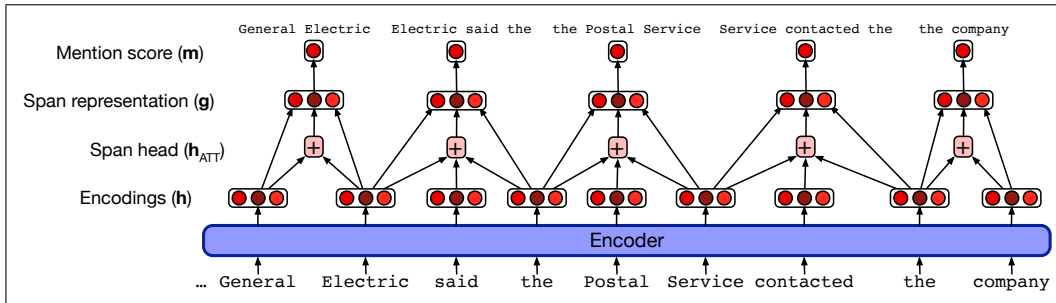 General Electric Electric said the the Postal Service Service contacted the the company
Mention score (m)
Span representation (g)
+ + + + +
Span head (hATT)
Encodings (h)
Encoder
… General Electric said the Postal Service contacted the company